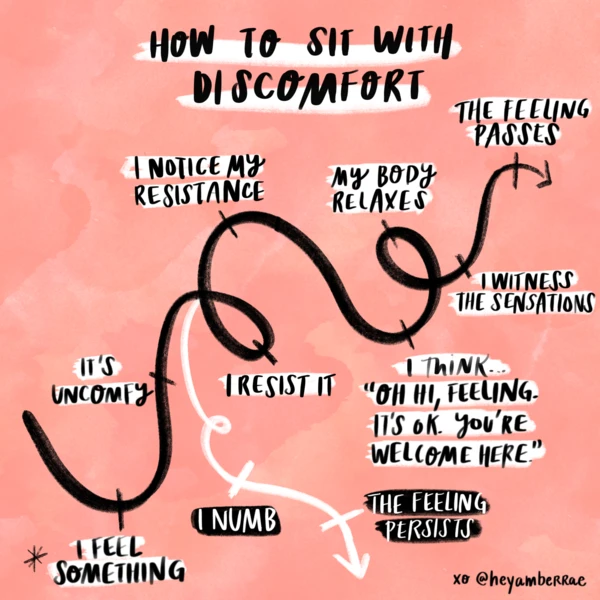 HOW TO SIT WITH
DISCOMFORT
THE FEELING
PASSES
I NOTICE MY
RESISTANCE
MY BODY
RELAXES
I WITNESS
THE SENSATIONS
IT'S
UNCOMFY
I RESIST IT
I THINK...
"OH HI, FEELING.
IT'S OK. YOU'RE
WELCOME HERE."
I NUMB
THE FEELING
PERSISTS
* I FEEL
SOMETHING
xo @heyamberrae